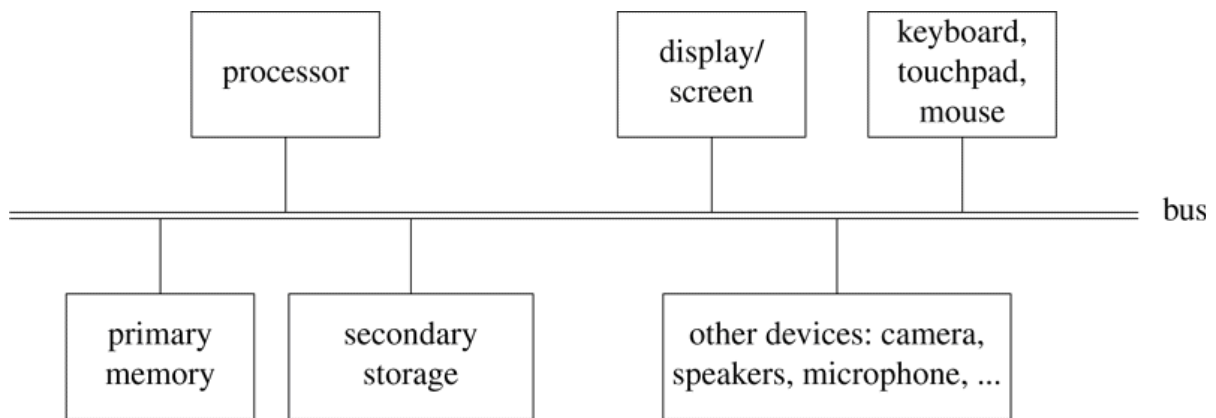 processor
display/
screen
keyboard,
touchpad,
mouse
bus
primary
memory
secondary
storage
other devices: camera,
speakers, microphone, ...